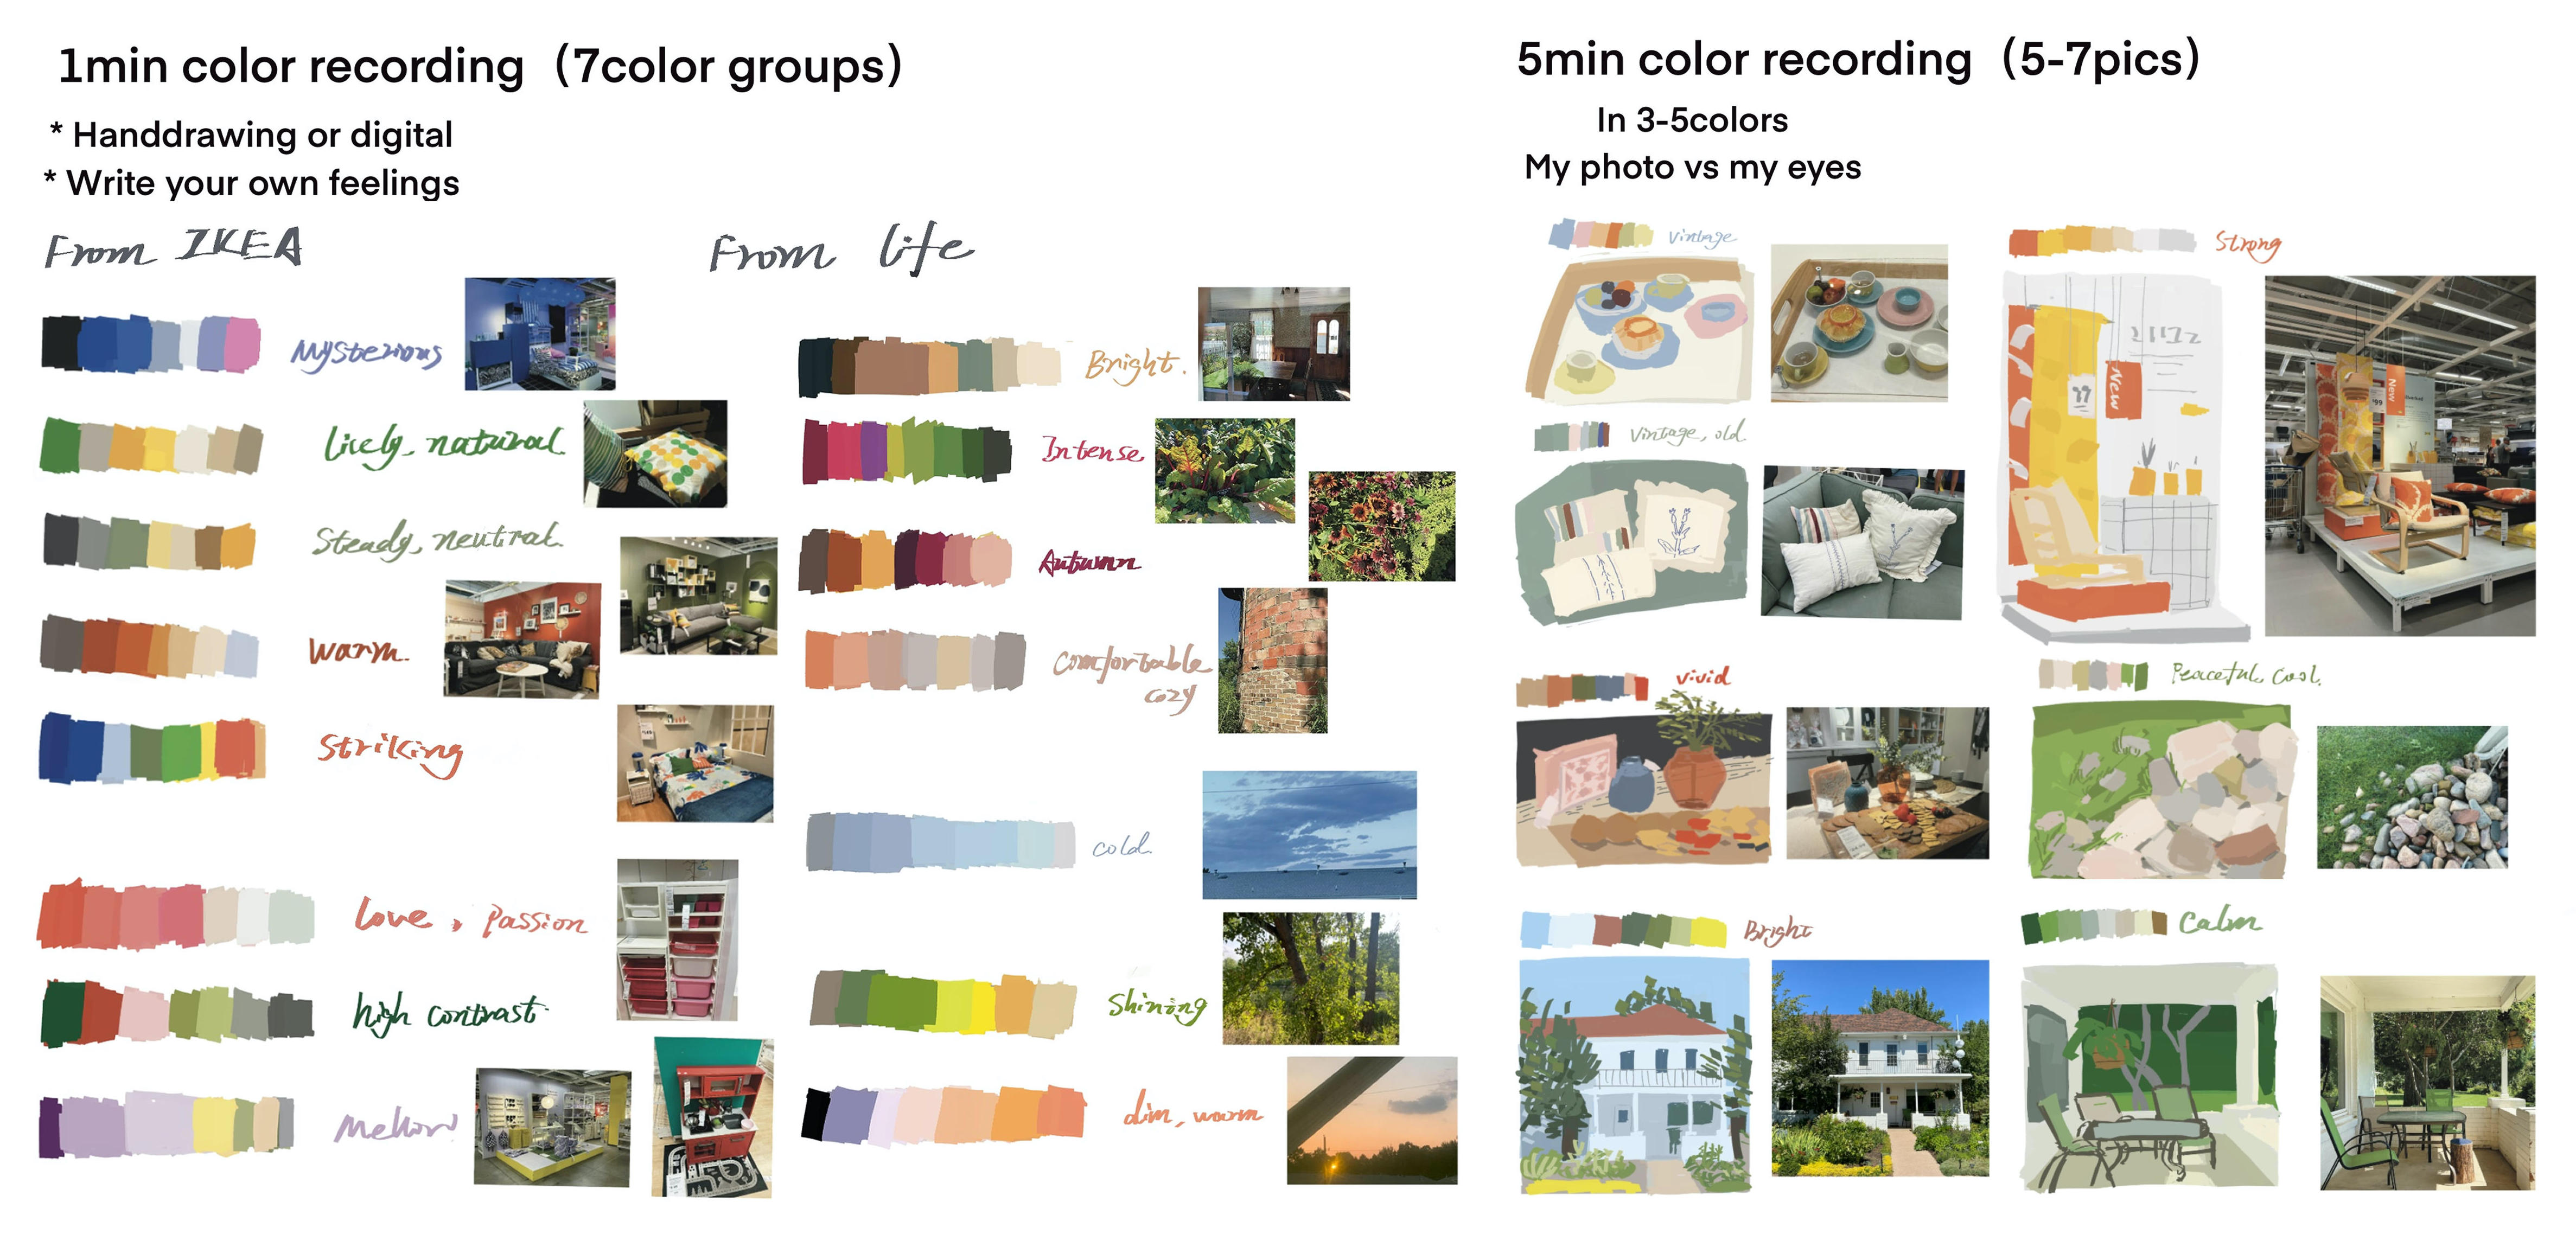 1min color recording（7color groups）
* Handdrawing or digital
* Write your own feelings
From IKEA
Mysterious
Lively, natural
Steady, neutral.
Warm.
Striking
Love, passion
high contrast
Mellow
From life
Bright.
Intense
Autumn
Comfortable
cozy
cold
Shining
dim, warm
5min color recording（5-7pics）
In 3-5colors
My photo vs my eyes
Vintage
Strong
New
New
Vintage, old.
vivid
Peaceful, Cool.
Bright
Calm